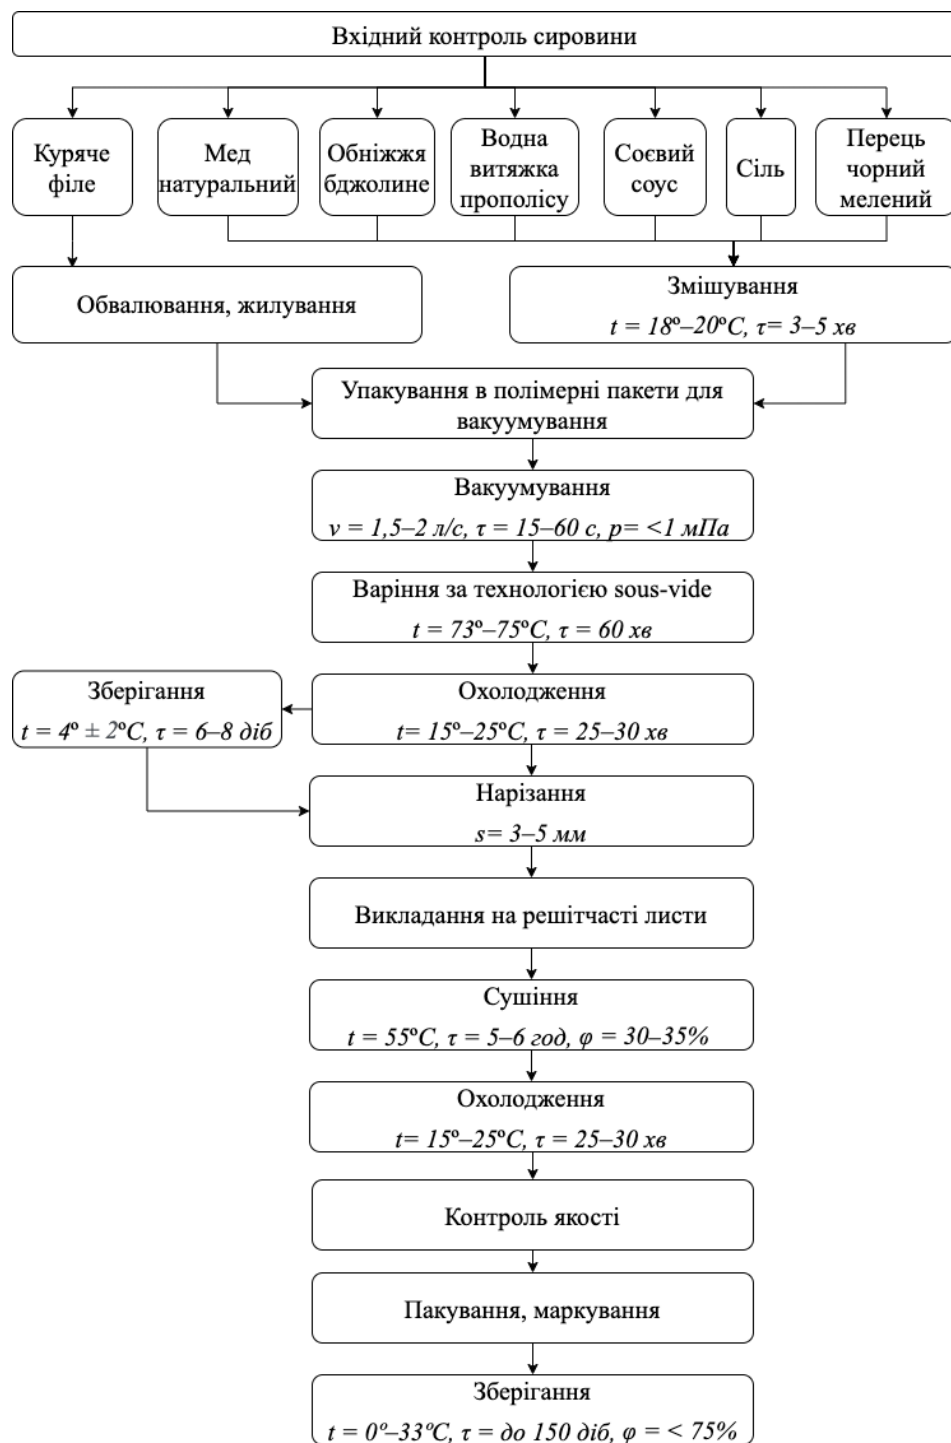 Вхідний контроль сировини
Куряче
філе
Мед
натуральний
Обніжжя
бджолине
Водна
витяжка
прополісу
Соєвий
соус
Сіль
Перець
чорний
мелений
Обвалювання, жилування
Змішування
t = 18º–20ºC, τ= 3–5 хв
Упакування в полімерні пакети для
вакуумування
Вакуумування
v = 1,5–2 л/с, τ = 15–60 с, p= <1 мПа
Варіння за технологією sous-vide
t = 73º–75ºC, τ = 60 хв
Зберігання
t = 4º ± 2ºC, τ = 6–8 діб
Охолодження
t= 15º–25ºC, τ = 25–30 хв
Нарізання
s= 3–5 мм
Викладання на решітчасті листи
Сушіння
t = 55ºC, τ = 5–6 год, φ = 30–35%
Охолодження
t= 15º–25ºC, τ = 25–30 хв
Контроль якості
Пакування, маркування
Зберігання
t = 0º–33ºC, τ = до 150 діб, φ = < 75%